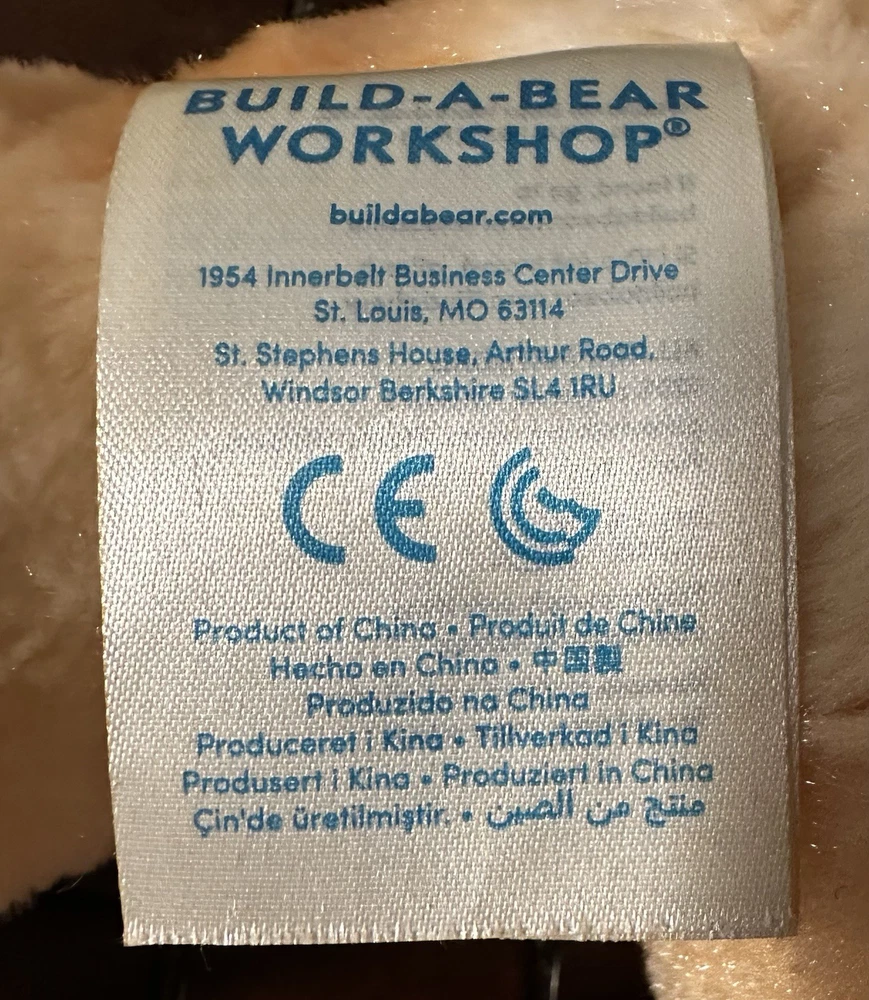 BUILD-A-BEAR
WORKSHOP®
buildabear.com
1954 Innerbelt Business Center Drive
St. Louis, MO 63114
St. Stephens House, Arthur Road,
Windsor Berkshire SL4 1RU
CE
Product of China • Produit de Chine
Hecho en China • 中国製
Produzido na China
Produceret i Kina • Tillverkad i Kina
Produsert i Kina • Produziert in China
Çin'de üretilmiştir. • منتج من الصين